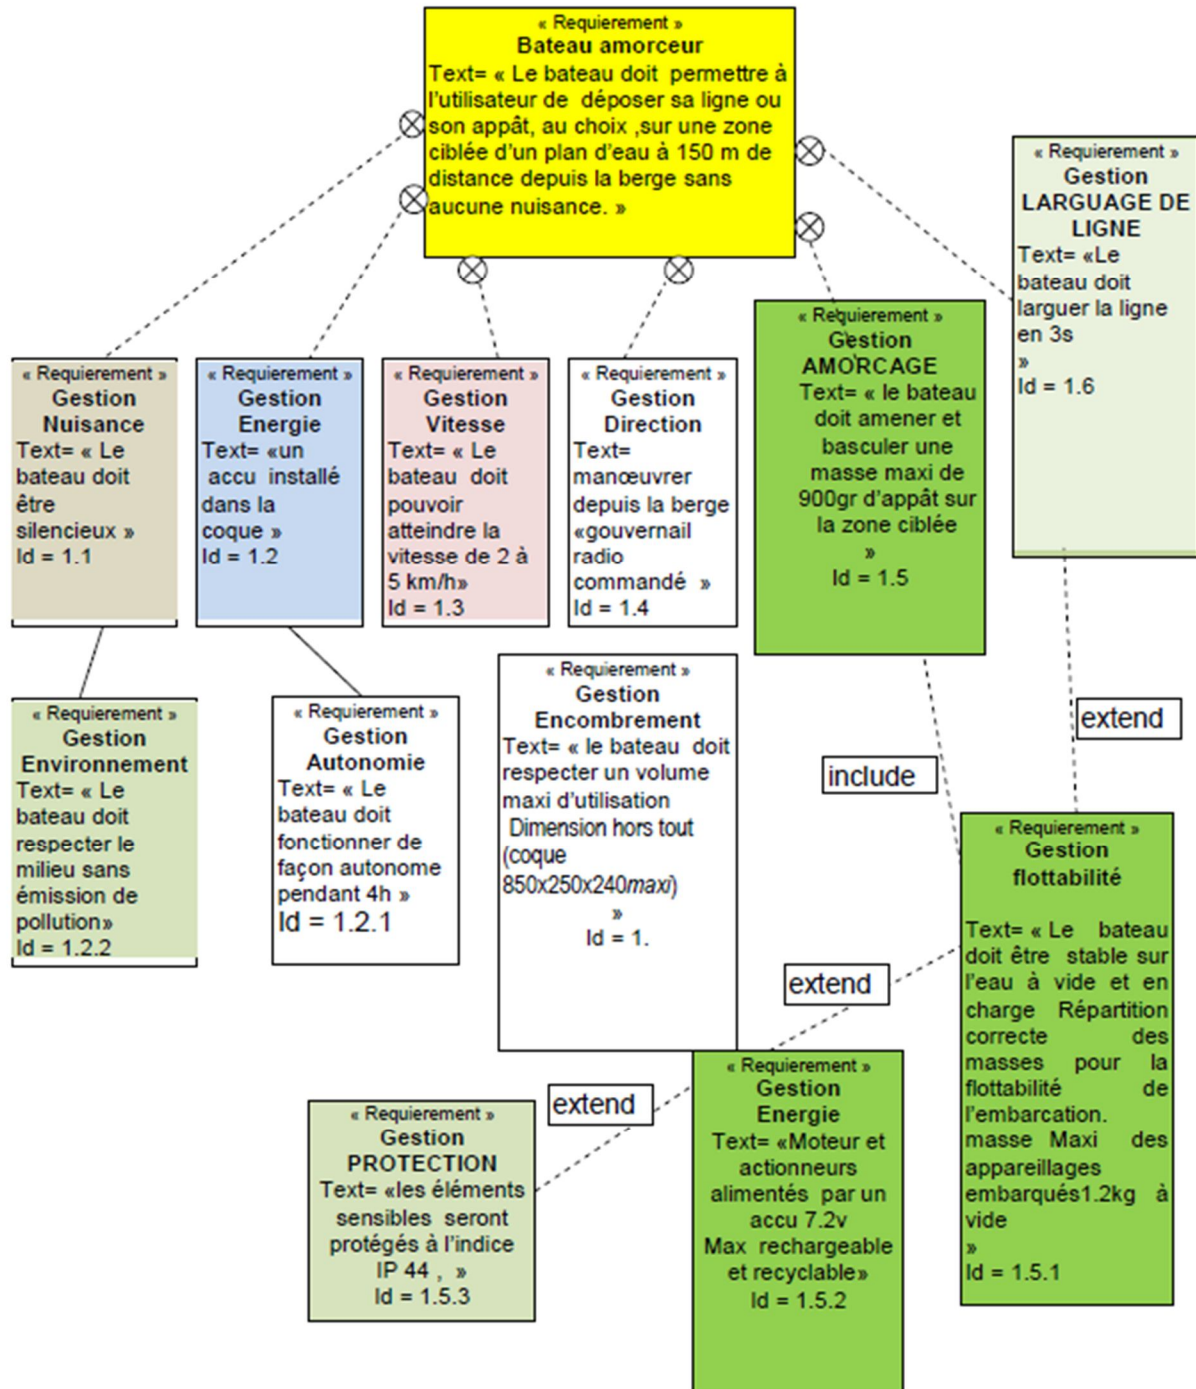 « Requierement »
Bateau amorceur
Text= « Le bateau doit permettre à
l’utilisateur de déposer sa ligne ou
son appât, au choix ,sur une zone
ciblée d’un plan d’eau à 150 m de
distance depuis la berge sans
aucune nuisance. »
« Requierement »
Gestion
LARGUAGE DE
LIGNE
Text= «Le
bateau doit
larguer la ligne
en 3s
»
Id = 1.6
« Requierement »
Gestion
Nuisance
Text= « Le
bateau doit
être
silencieux »
Id = 1.1
« Requierement »
Gestion
Energie
Text= «un
accu installé
dans la
coque »
Id = 1.2
« Requierement »
Gestion
Vitesse
Text= « Le
bateau doit
pouvoir
atteindre la
vitesse de 2 à
5 km/h»
Id = 1.3
« Requierement »
Gestion
Direction
Text=
manœuvrer
depuis la berge
«gouvernail
radio
commandé »
Id = 1.4
« Requierement »
Gestion
AMORCAGE
Text= « le bateau
doit amener et
basculer une
masse maxi de
900gr d’appât sur
la zone ciblée
»
Id = 1.5
« Requierement »
Gestion
Environnement
Text= « Le
bateau doit
respecter le
milieu sans
émission de
pollution»
Id = 1.2.2
« Requierement »
Gestion
Autonomie
Text= « Le
bateau doit
fonctionner de
façon autonome
pendant 4h »
Id = 1.2.1
« Requierement »
Gestion
Encombrement
Text= « le bateau doit
respecter un volume
maxi d’utilisation
Dimension hors tout
(coque
850x250x240maxi)
»
Id = 1.
include
extend
« Requierement »
Gestion
flottabilité
Text= « Le bateau
doit être stable sur
l’eau à vide et en
charge Répartition
correcte des
masses pour la
flottabilité de
l’embarcation.
masse Maxi des
appareillages
embarqués1.2kg à
vide
»
Id = 1.5.1
extend
extend
« Requierement »
Gestion
PROTECTION
Text= «les éléments
sensibles seront
protégés à l’indice
IP 44 , »
Id = 1.5.3
« Requierement »
Gestion
Energie
Text= «Moteur et
actionneurs
alimentés par un
accu 7.2v
Max rechargeable
et recyclable»
Id = 1.5.2